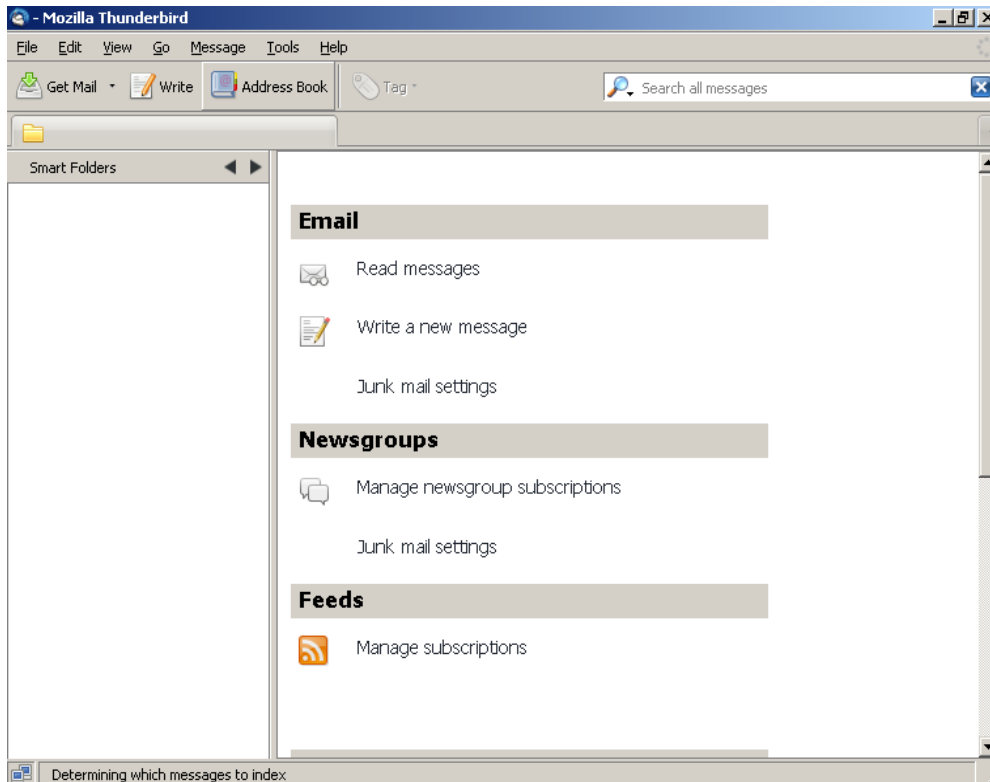 - Mozilla Thunderbird
File Edit View Go Message Tools Help
Get Mail Write Address Book Tag Search all messages
Smart Folders
Email
Read messages
Write a new message
Junk mail settings
Newsgroups
Manage newsgroup subscriptions
Junk mail settings
Feeds
Manage subscriptions
Determining which messages to index